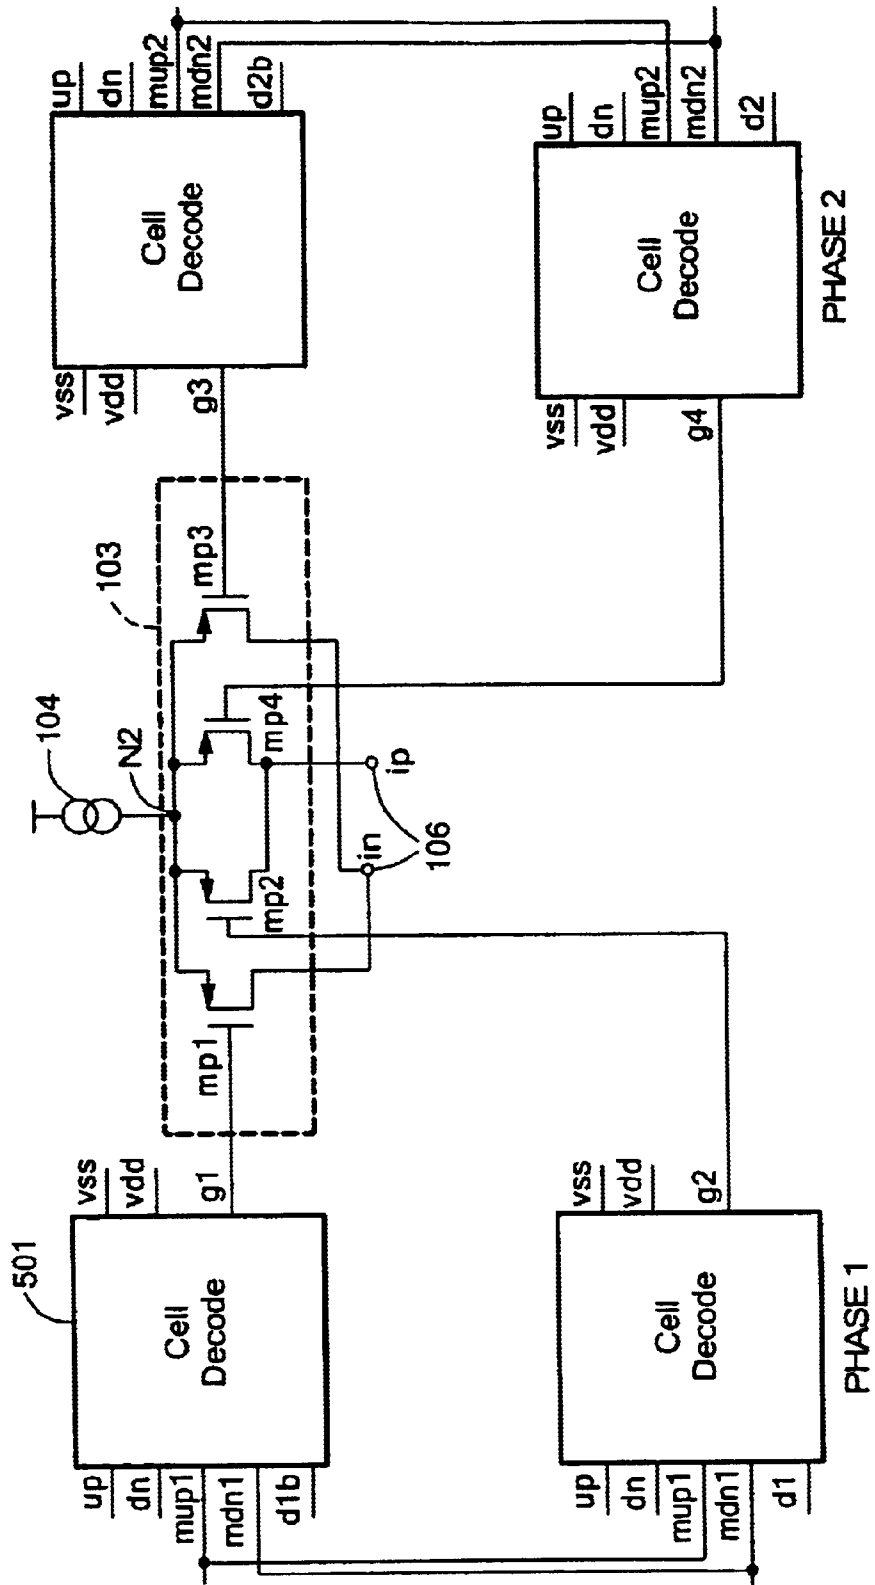 501
104
103
N2
up
dn
mup1
mdn1
d1b
Cell
Decode
vss
vdd
g1
mp1
mp2
mp4
mp3
vss
vdd
g3
Cell
Decode
up
dn
mup2
mdn2
d2b
in
ip
106
up
dn
mup1
mdn1
d1
Cell
Decode
vss
vdd
g2
PHASE 1
vss
vdd
g4
Cell
Decode
up
dn
mup2
mdn2
d2
PHASE 2